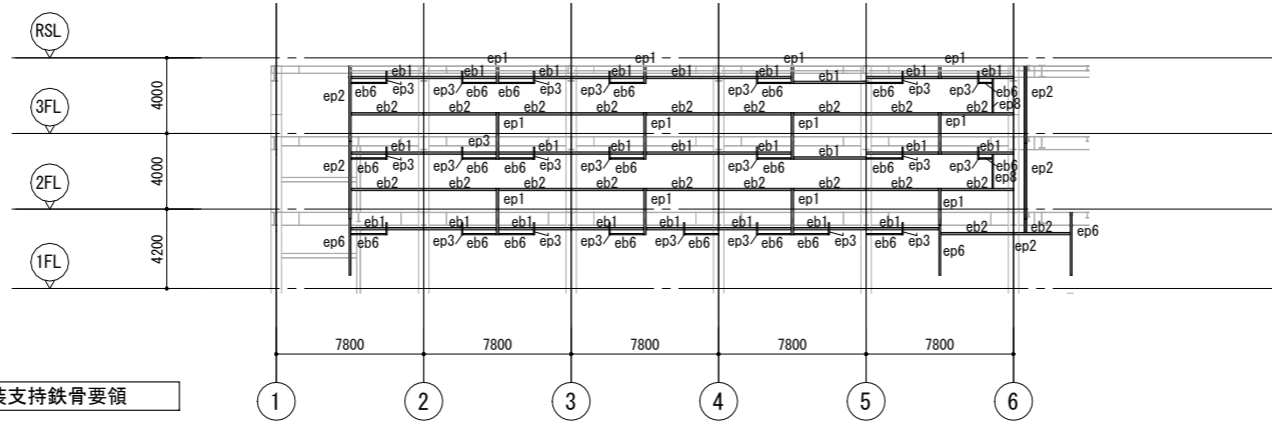 RSL
ep1 ep1 ep1 ep1
eb1 eb1 eb1 eb1 eb1 eb1 eb1 eb1 eb1
ep2 eb6 ep3 ep3 eb6 eb6 ep3 ep3 eb6 ep3 eb6 eb6 ep3 ep3 eb6 ep2
4000
ep8
3FL
eb2 eb2 eb2 eb2 eb2 eb2 eb2 eb2 eb2
ep1 ep1 ep1 ep1
ep3
eb1 eb1 eb1 eb1 eb1 eb1 eb1 eb1 eb1
ep2 eb6 ep3 ep3 eb6 eb6 ep3 ep3 eb6 ep3 eb6 eb6 ep3 ep3 eb6 ep2
4000
ep8
2FL
eb2 eb2 eb2 eb2 eb2 eb2 eb2 eb2 eb2
ep1 ep1 ep1 ep1
eb1 eb1 eb1 eb1 eb1 eb1 eb1 eb1 eb2 eb2
ep6 eb6 ep3 ep3 eb6 eb6 ep3 ep3 eb6 ep3 eb6 ep3 eb6 eb6 ep3 eb6 ep3 ep6 ep2 ep6
4200
1FL
7800 7800 7800 7800 7800
支持鉄骨要領
1 2 3 4 5 6